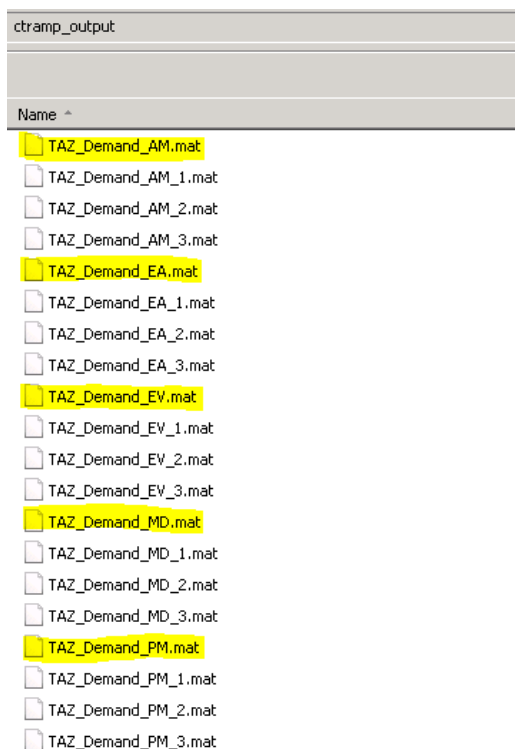 ctramp_output
Name
TAZ_Demand_AM.mat
TAZ_Demand_AM_1.mat
TAZ_Demand_AM_2.mat
TAZ_Demand_AM_3.mat
TAZ_Demand_EA.mat
TAZ_Demand_EA_1.mat
TAZ_Demand_EA_2.mat
TAZ_Demand_EA_3.mat
TAZ_Demand_EV.mat
TAZ_Demand_EV_1.mat
TAZ_Demand_EV_2.mat
TAZ_Demand_EV_3.mat
TAZ_Demand_MD.mat
TAZ_Demand_MD_1.mat
TAZ_Demand_MD_2.mat
TAZ_Demand_MD_3.mat
TAZ_Demand_PM.mat
TAZ_Demand_PM_1.mat
TAZ_Demand_PM_2.mat
TAZ_Demand_PM_3.mat